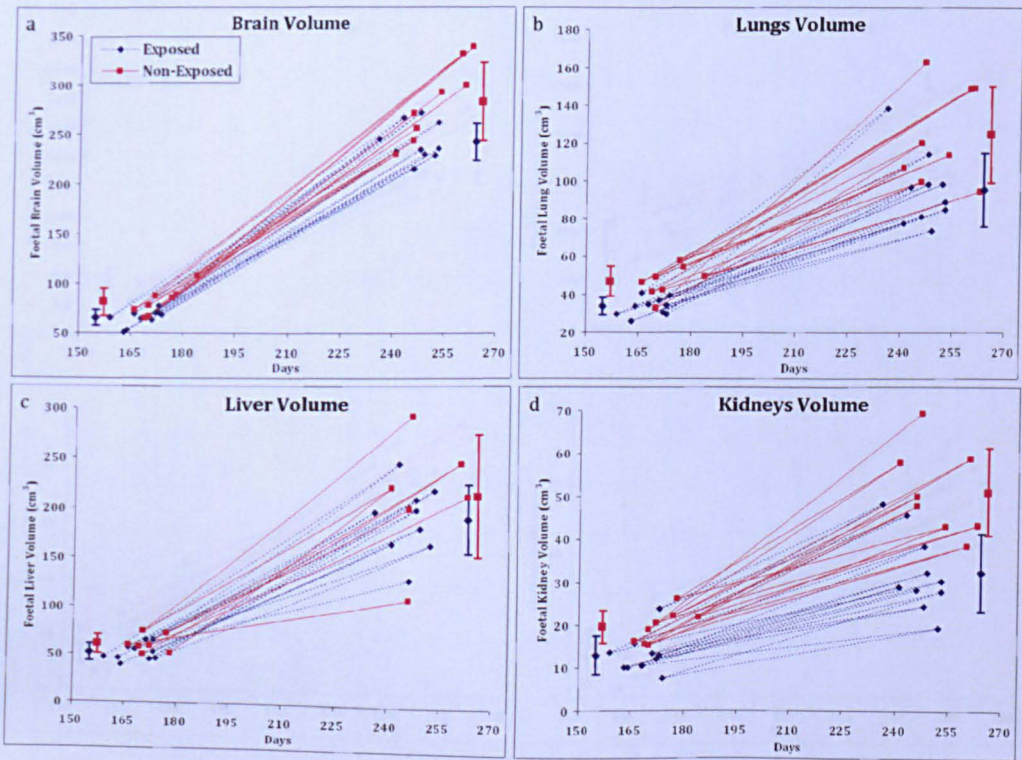 a
Brain Volume
Exposed
Non-Exposed
Foetal Brain Volume (cm³)
350
300
250
200
150
100
50
150 165 180 195 210 225 240 255 270
Days
b
Lungs Volume
Foetal Lung Volume (cm³)
180
160
140
120
100
80
60
40
20
150 165 180 195 210 225 240 255 270
Days
c
Liver Volume
Foetal Liver Volume (cm³)
300
250
200
150
100
50
0
150 165 180 195 210 225 240 255 270
Days
d
Kidneys Volume
Foetal Kidney Volume (cm³)
70
60
50
40
30
20
10
0
150 165 180 195 210 225 240 255 270
Days